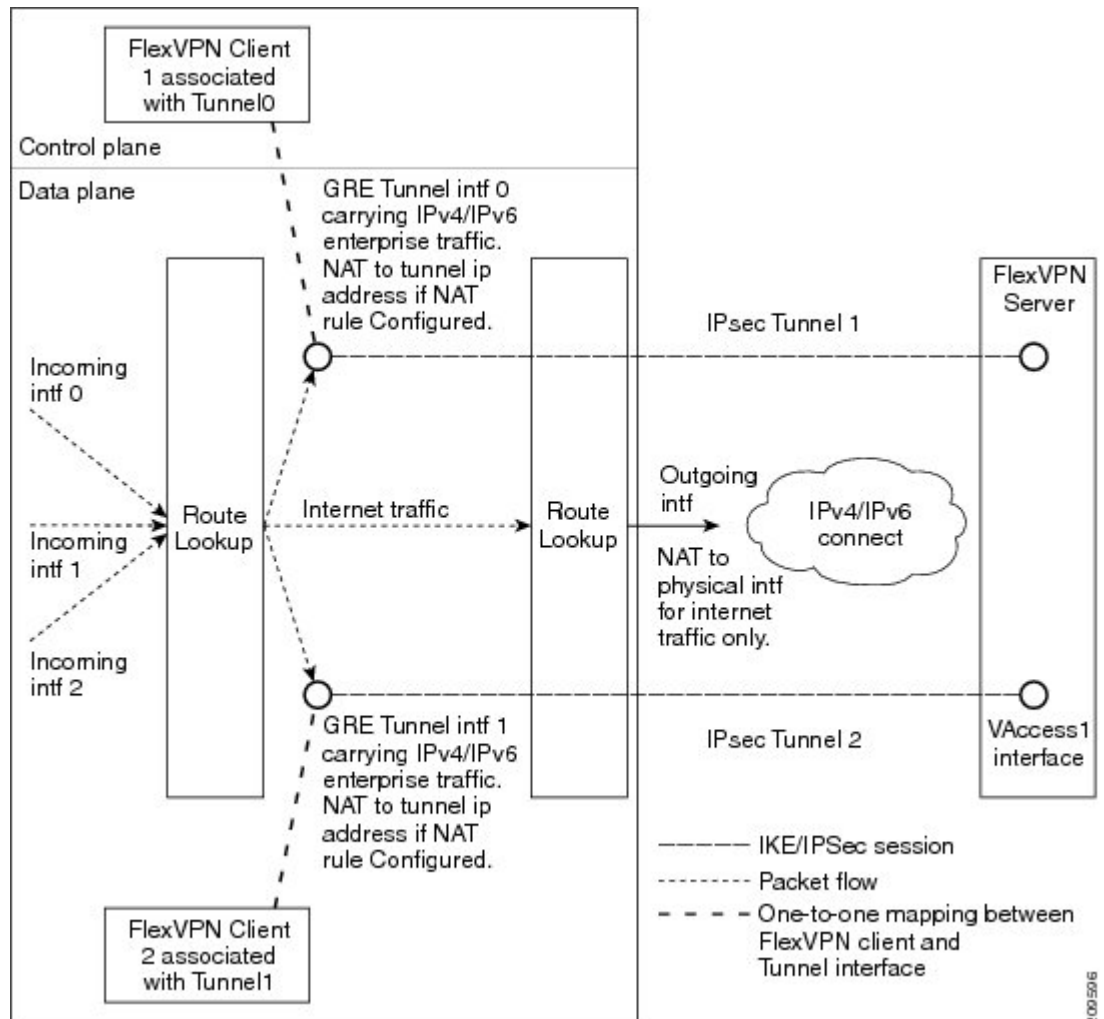 FlexVPN Client
1 associated
with Tunnel0
Control plane
Data plane
GRE Tunnel intf 0
carrying IPv4/IPv6
enterprise traffic.
NAT to tunnel ip
address if NAT
rule Configured.
FlexVPN
Server
IPsec Tunnel 1
Incoming
intf 0
Incoming
intf 1
Incoming
intf 2
Route
Lookup
Internet traffic
Route
Lookup
Outgoing
intf
NAT to
physical intf
for internet
traffic only.
IPv4/IPv6
connect
GRE Tunnel intf 1
carrying IPv4/IPv6
enterprise traffic.
NAT to tunnel ip
address if NAT
rule Configured.
IPsec Tunnel 2
VAccess1
interface
FlexVPN Client
2 associated
with Tunnel1
IKE/IPSec session
Packet flow
One-to-one mapping between
FlexVPN client and
Tunnel interface